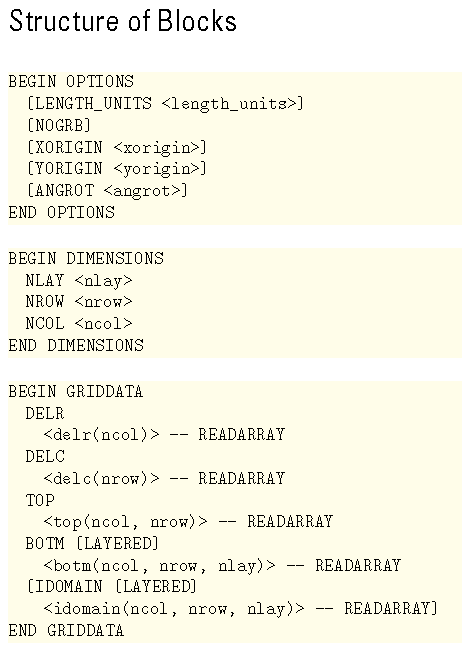 Structure of Blocks
BEGIN OPTIONS
[LENGTH_UNITS <length_units>]
[NOGRB]
[XORIGIN <xorigin>]
[YORIGIN <yorigin>]
[ANGROT <angrot>]
END OPTIONS
BEGIN DIMENSIONS
NLAY <nlay>
NROW <nrow>
NCOL <ncol>
END DIMENSIONS
BEGIN GRIDDATA
DELR
<delr(ncol)> -- READARRAY
DELC
<delc(nrow)> -- READARRAY
TOP
<top(ncol, nrow)> -- READARRAY
BOTM [LAYERED]
<botm(ncol, nrow, nlay)> -- READARRAY
[IDOMAIN [LAYERED]
<idomain(ncol, nrow, nlay)> -- READARRAY]
END GRIDDATA